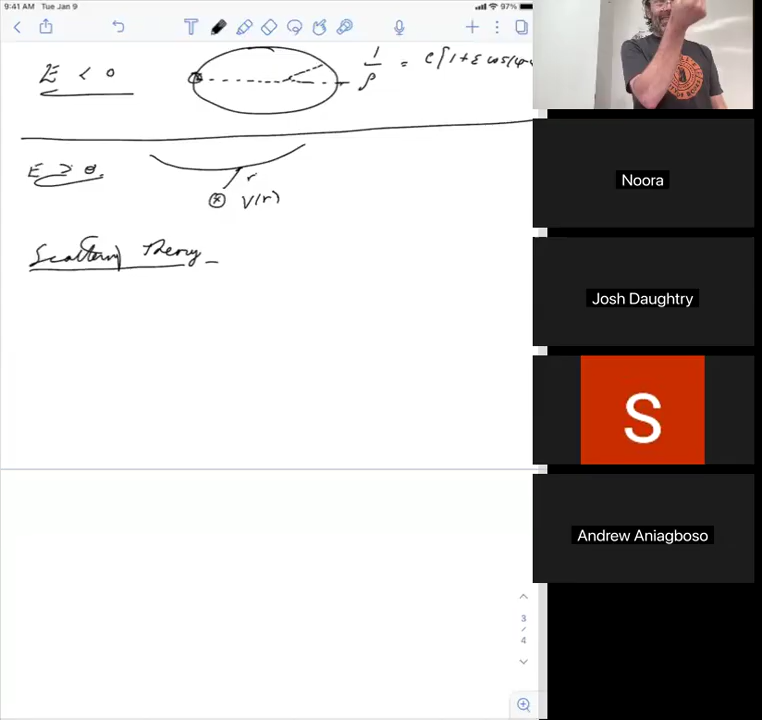 9:41 AM Tue Jan 9
97%
E < 0
1/ρ = c[1+ε cos(φ
E ≥ 0.
r
V(r)
Scattering Theory
3
4
Noora
Josh Daughtry
S
Andrew Aniagboso